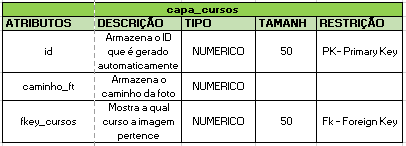 capa_cursos
ATRIBUTOS DESCRIÇÃO TIPO TAMANH RESTRIÇÃO
id Armazena o ID que é gerado automaticamente NUMERICO 50 PK - Primary Key
caminho_ft Armazena o caminho da foto NUMERICO
fkey_cursos Mostra a qual curso a imagem pertence NUMERICO 50 Fk - Foreign Key